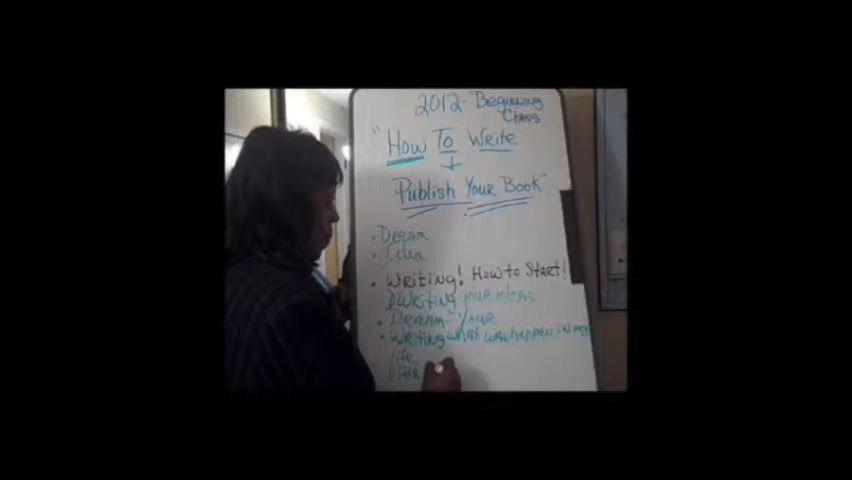 2012- Beginning
Class
"How To Write
+
Publish Your Book"
• Dream
• Idea
• Writing! How to Start!
Writing your ideas
• Dream- Your
• Writing what was happen in my
life